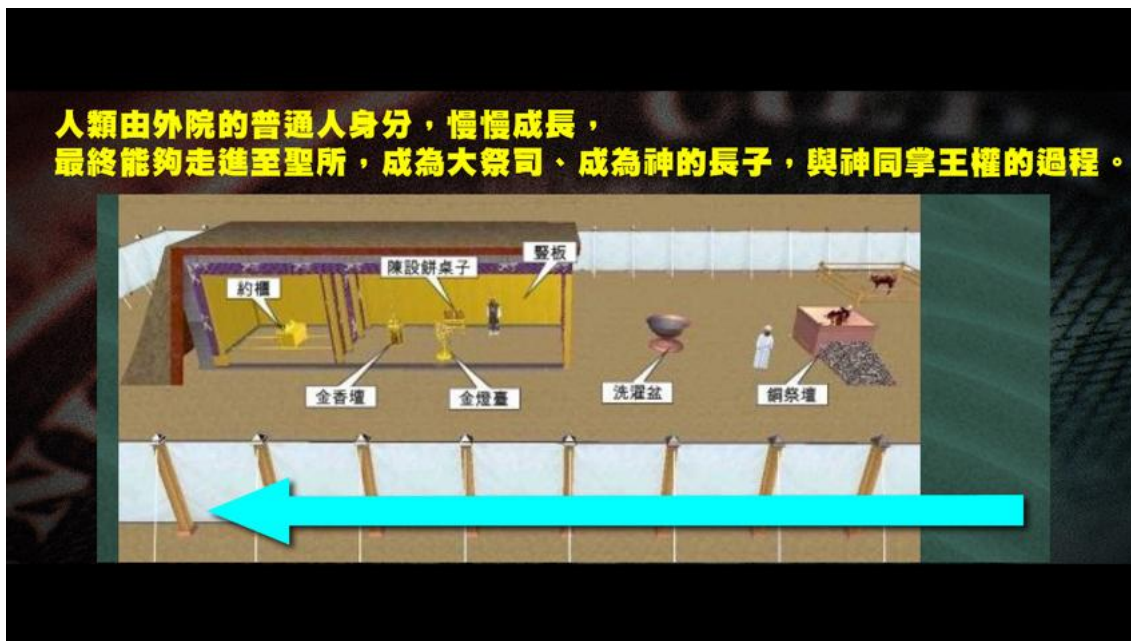 人類由外院的普通人身分，慢慢成長，
最終能夠走進至聖所，成為大祭司、成為神的長子，與神同掌王權的過程。
豎板
陳設餅桌子
約櫃
金香壇
金燈臺
洗濯盆
銅祭壇